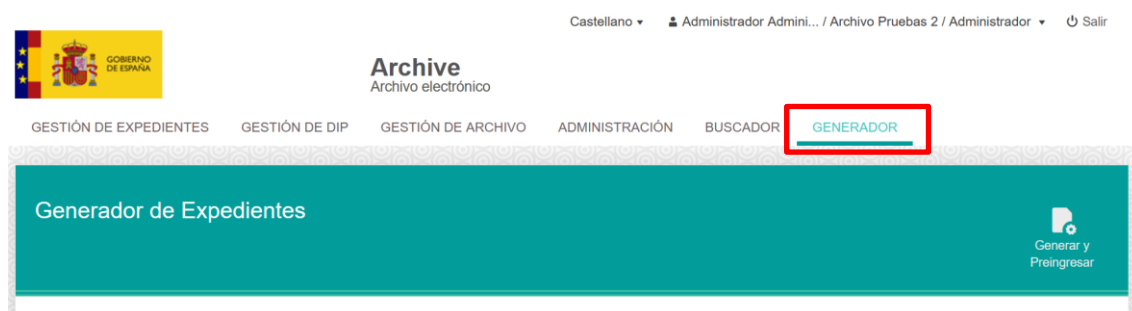 Castellano Administrador Admini... / Archivo Pruebas 2 / Administrador Salir
GOBIERNO
DE ESPAÑA
Archive
Archivo electrónico
GESTIÓN DE EXPEDIENTES GESTIÓN DE DIP GESTIÓN DE ARCHIVO ADMINISTRACIÓN BUSCADOR GENERADOR
Generador de Expedientes
Generar y
Preingresar